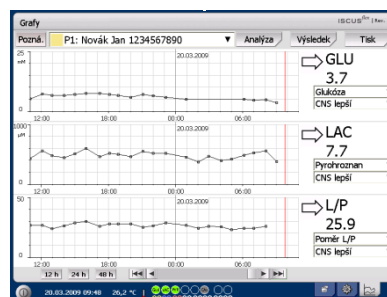 Grafy
ISCUS
Pozná.
P1: Novák Jan 1234567890
Analýza
Výsledek
Tisk
25
mM
20.03.2009
0
12:00
18:00
00:00
06:00
GLU
3.7
Glukóza
CNS lepší
1000
µM
20.03.2009
0
12:00
18:00
00:00
06:00
LAC
7.7
Pyrohroznan
CNS lepší
50
20.03.2009
0
12:00
18:00
00:00
06:00
L/P
25.9
Poměr L/P
CNS lepší
12 h
24 h
48 h
20.03.2009 09:48
26,2 °C